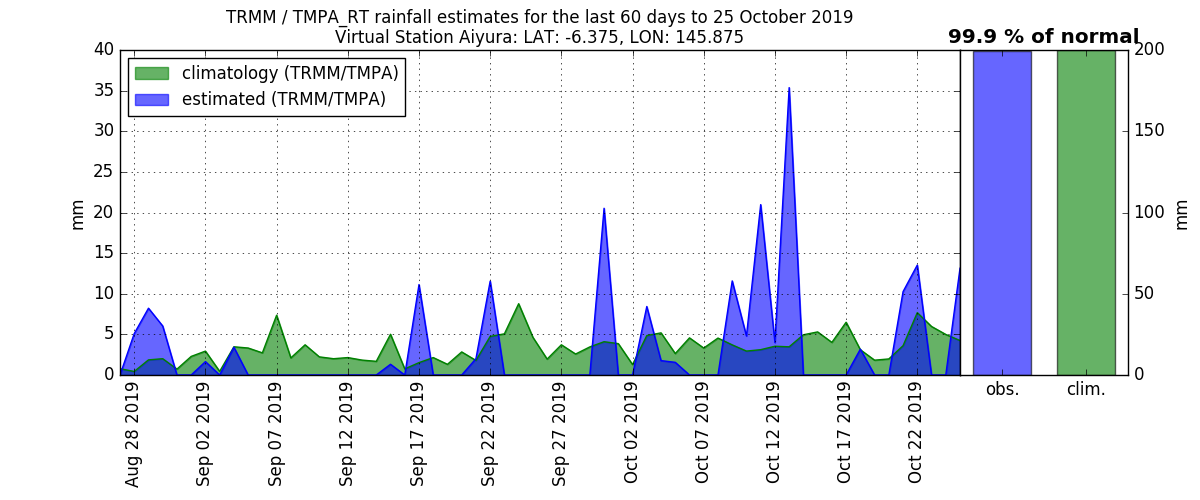 TRMM / TMPA_RT rainfall estimates for the last 60 days to 25 October 2019
Virtual Station Aiyura: LAT: -6.375, LON: 145.875
99.9 % of normal
climatology (TRMM/TMPA)
estimated (TRMM/TMPA)
40
35
30
25
20
15
10
5
0
mm
200
150
100
50
0
mm
obs.
clim.
Aug 28 2019
Sep 02 2019
Sep 07 2019
Sep 12 2019
Sep 17 2019
Sep 22 2019
Sep 27 2019
Oct 02 2019
Oct 07 2019
Oct 12 2019
Oct 17 2019
Oct 22 2019